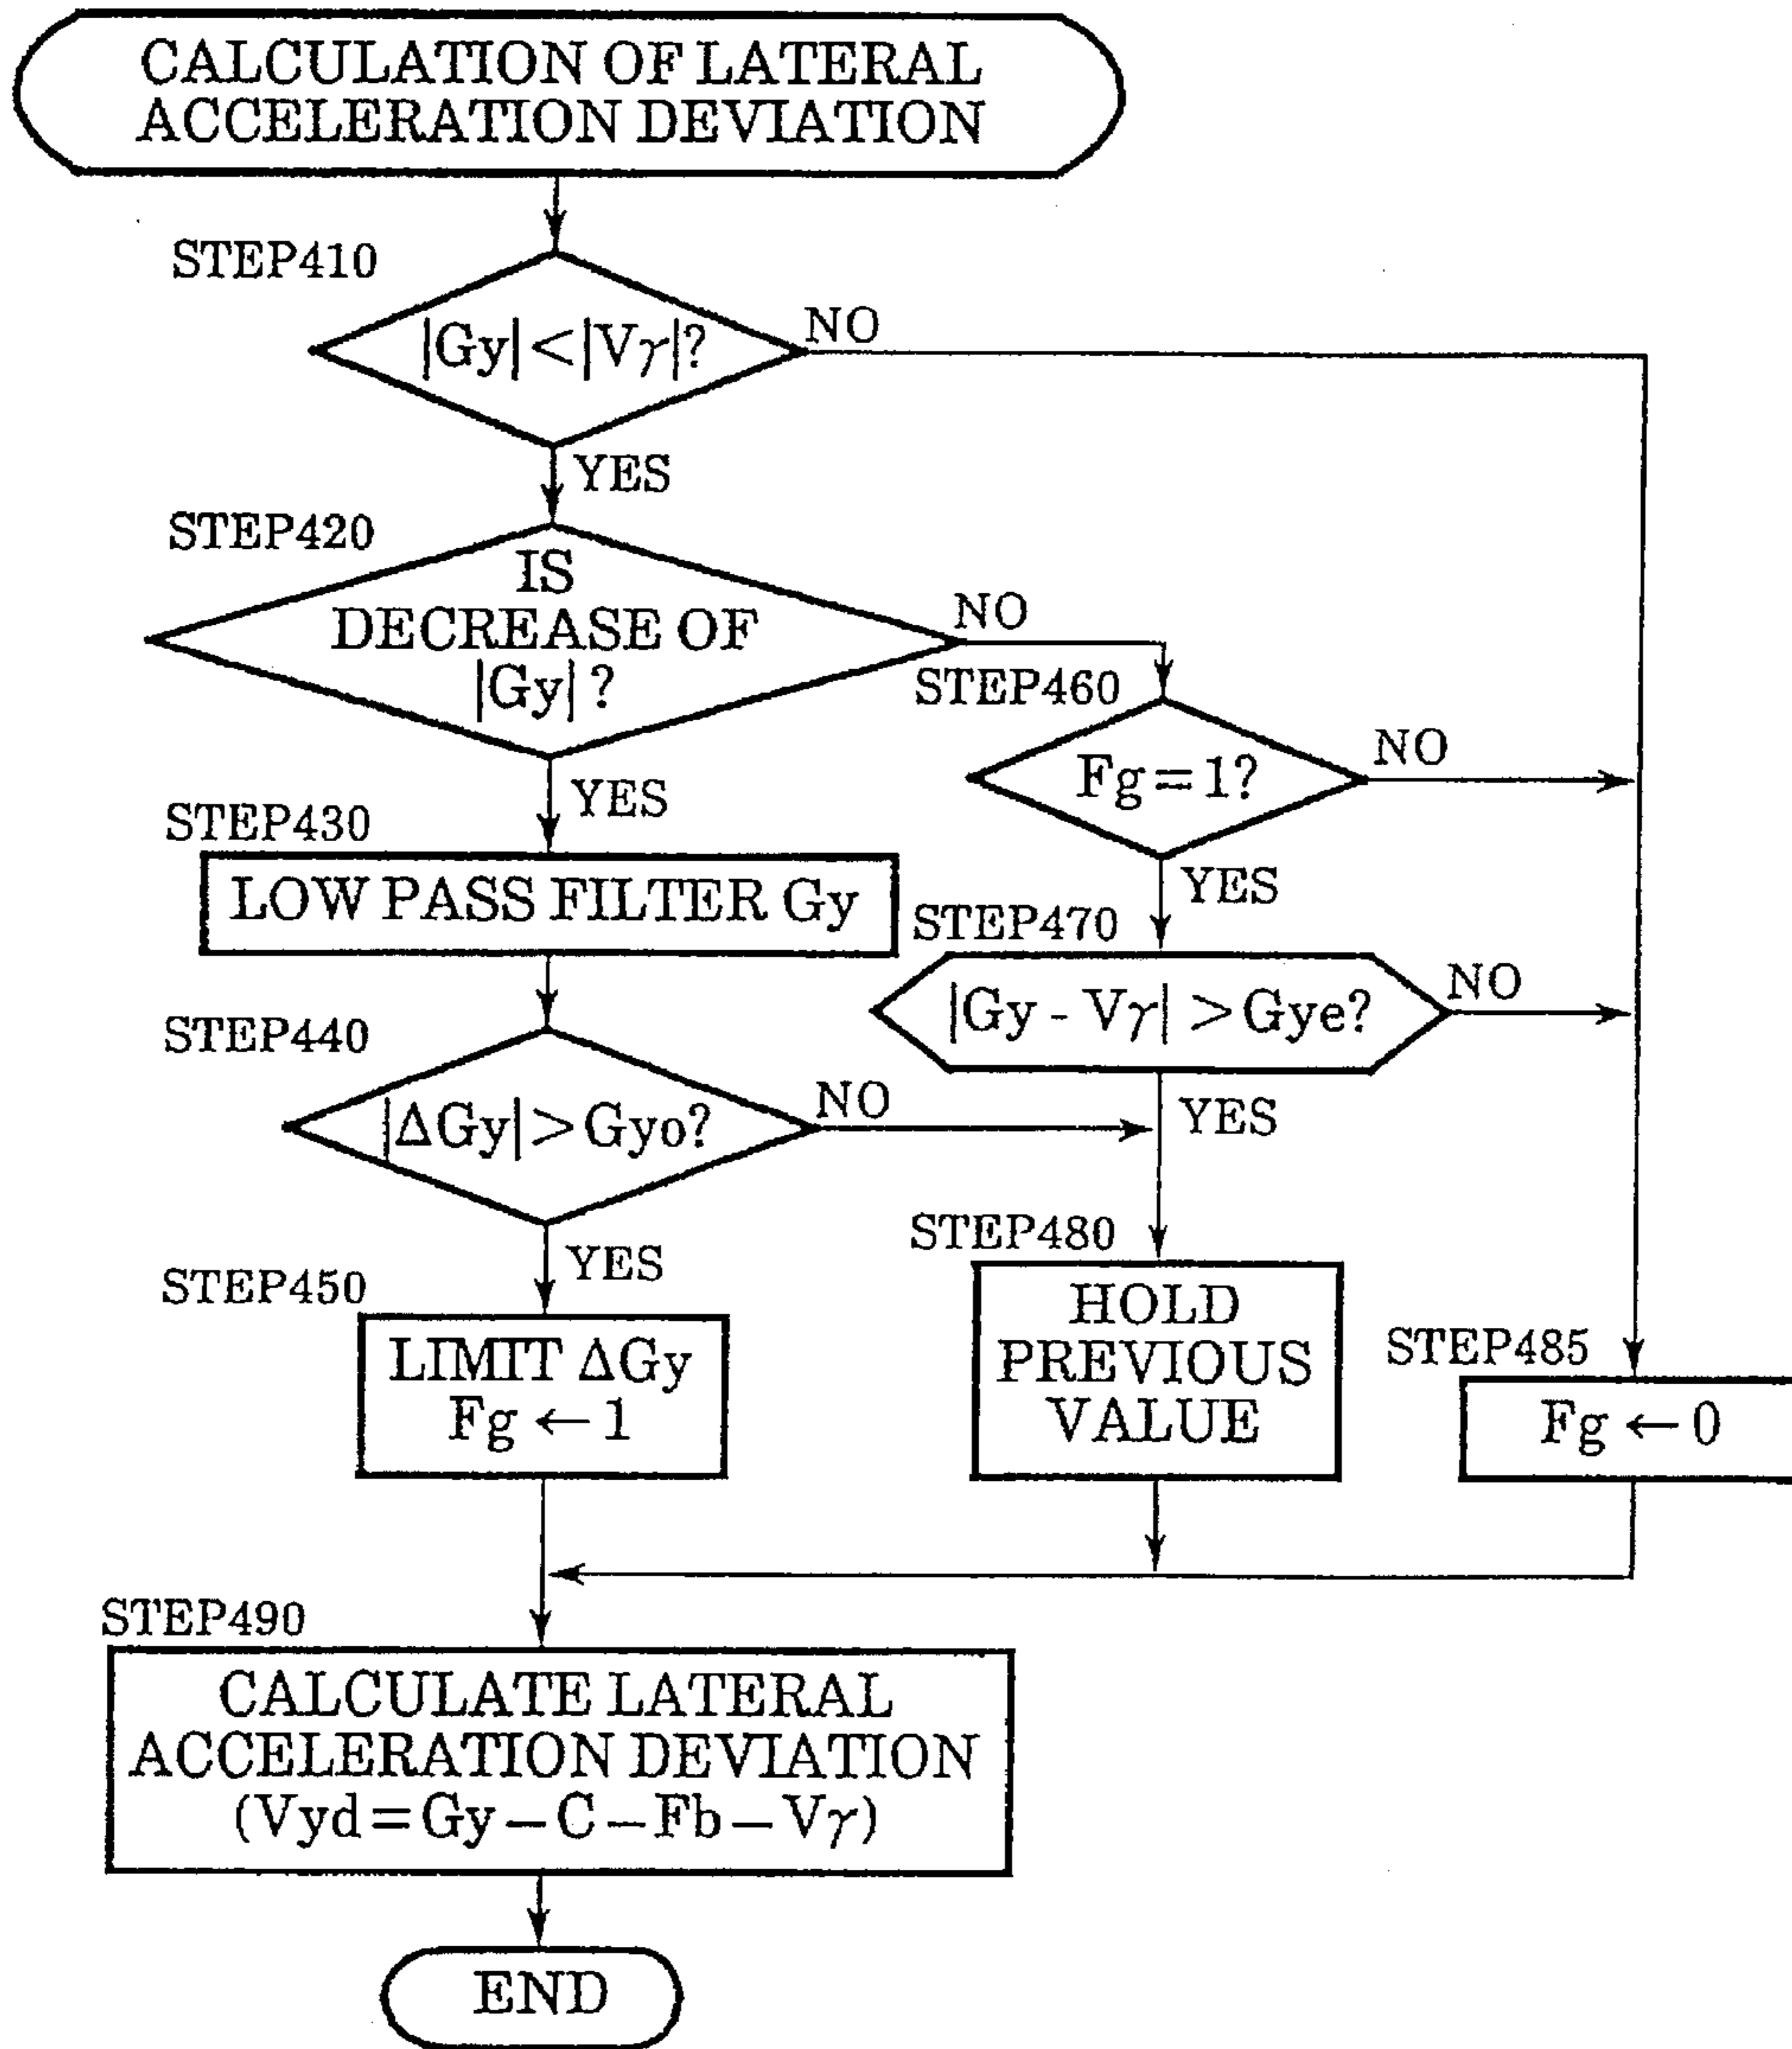 CALCULATION OF LATERAL
ACCELERATION DEVIATION
STEP410
|Gy|<|Vγ|?
NO
YES
STEP420
IS
DECREASE OF
|Gy|?
NO
YES
STEP460
Fg=1?
NO
YES
STEP430
LOW PASS FILTER Gy
STEP470
|Gy - Vγ| > Gye?
NO
YES
STEP440
|ΔGy|>Gyo?
NO
YES
STEP450
LIMIT ΔGy
Fg ← 1
STEP480
HOLD
PREVIOUS
VALUE
STEP485
Fg ← 0
STEP490
CALCULATE LATERAL
ACCELERATION DEVIATION
(Vyd=Gy－C－Fb－Vγ)
END